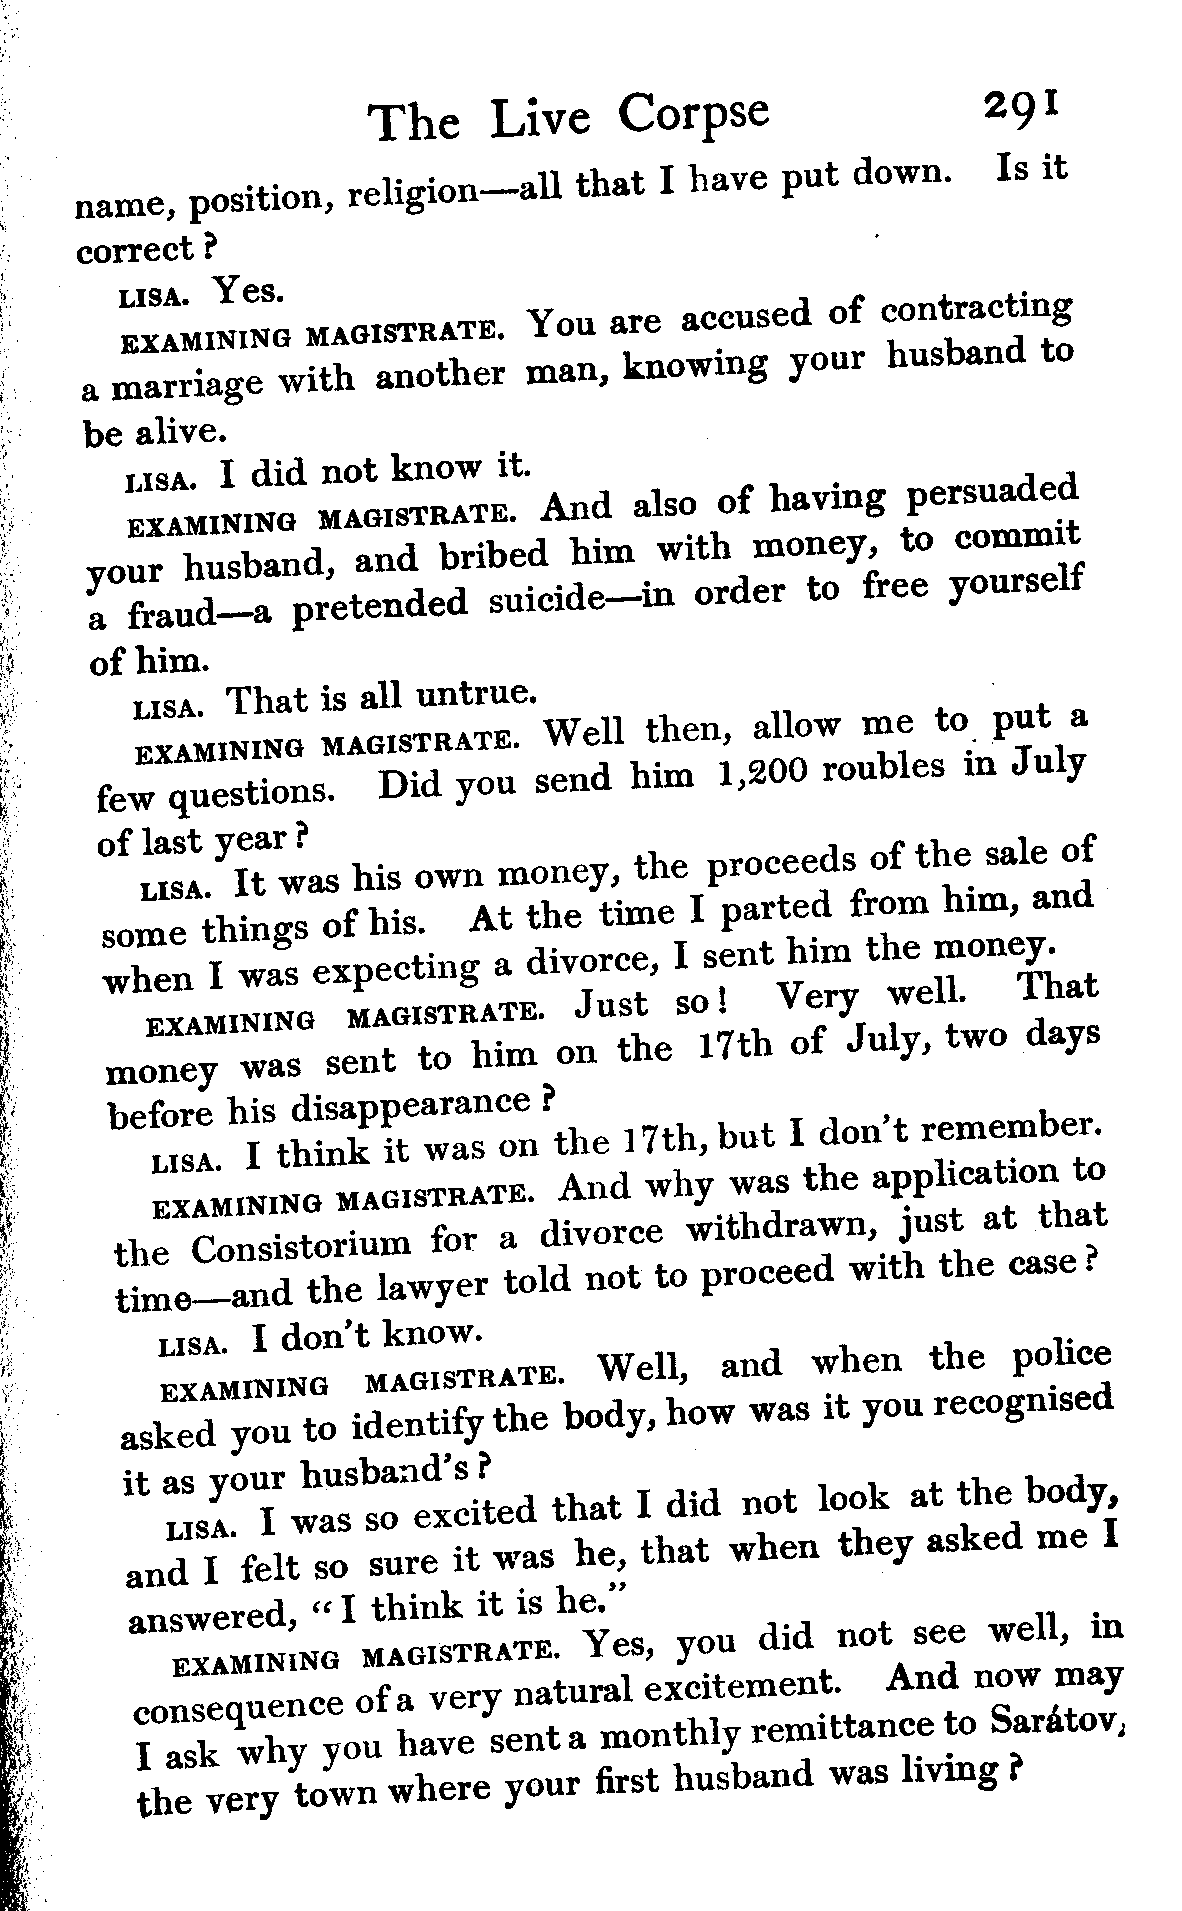 The Live Corpse 291
name, position, religion—all that I have put down. Is it
correct?
LISA. Yes.
EXAMINING MAGISTRATE. You are accused of contracting
a marriage with another man, knowing your husband to
be alive.
LISA. I did not know it.
EXAMINING MAGISTRATE. And also of having persuaded
your husband, and bribed him with money, to commit
a fraud—a pretended suicide—in order to free yourself
of him.
LISA. That is all untrue.
EXAMINING MAGISTRATE. Well then, allow me to put a
few questions. Did you send him 1,200 roubles in July
of last year?
LISA. It was his own money, the proceeds of the sale of
some things of his. At the time I parted from him, and
when I was expecting a divorce, I sent him the money.
EXAMINING MAGISTRATE. Just so! Very well. That
money was sent to him on the 17th of July, two days
before his disappearance?
LISA. I think it was on the 17th, but I don't remember.
EXAMINING MAGISTRATE. And why was the application to
the Consistorium for a divorce withdrawn, just at that
time—and the lawyer told not to proceed with the case?
LISA. I don't know.
EXAMINING MAGISTRATE. Well, and when the police
asked you to identify the body, how was it you recognised
it as your husband's?
LISA. I was so excited that I did not look at the body,
and I felt so sure it was he, that when they asked me I
answered, "I think it is he."
EXAMINING MAGISTRATE. Yes, you did not see well, in
consequence of a very natural excitement. And now may
I ask why you have sent a monthly remittance to Sarátov,
the very town where your first husband was living?